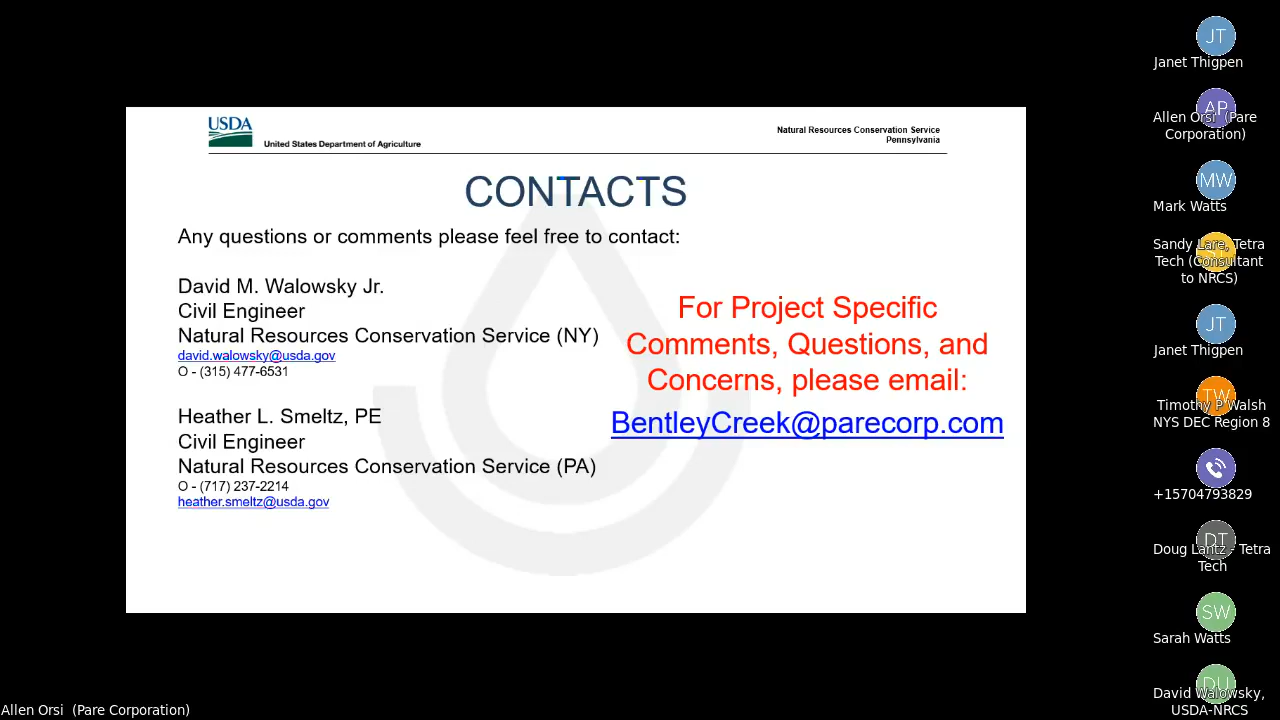 USDA
United States Department of Agriculture
Natural Resources Conservation Service
Pennsylvania
CONTACTS
Any questions or comments please feel free to contact:
David M. Walowsky Jr.
Civil Engineer
Natural Resources Conservation Service (NY)
david.walowsky@usda.gov
O - (315) 477-6531
Heather L. Smeltz, PE
Civil Engineer
Natural Resources Conservation Service (PA)
O - (717) 237-2214
heather.smeltz@usda.gov
For Project Specific
Comments, Questions, and
Concerns, please email:
BentleyCreek@parecorp.com
JT
Janet Thigpen
AP
Allen Orsi (Pare
Corporation)
MW
Mark Watts
Sandy Lare, Tetra
Tech (Consultant
to NRCS)
JT
Janet Thigpen
TW
Timothy P Walsh
NYS DEC Region 8
+15704793829
DT
Doug Lantz - Tetra
Tech
SW
Sarah Watts
DU
David Walowsky,
USDA-NRCS
Allen Orsi (Pare Corporation)